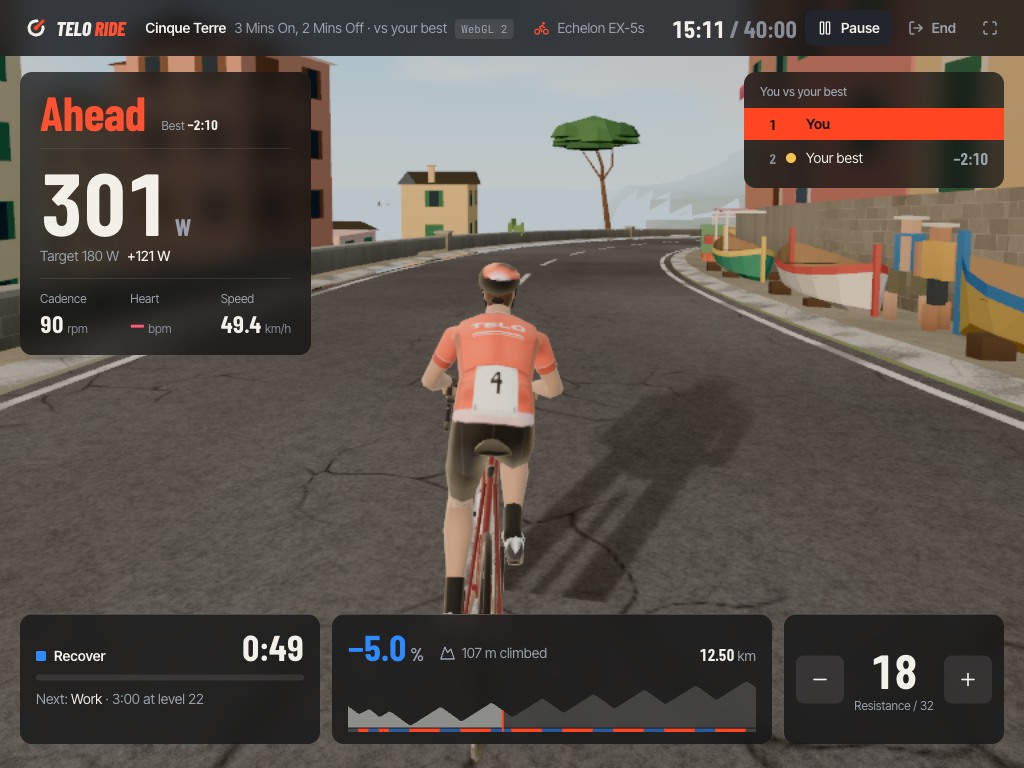 TELO RIDE
Cinque Terre 3 Mins On, 2 Mins Off · vs your best WebGL 2 Echelon EX-5s 15:11 / 40:00 Pause End
Ahead Best −2:10
301 W
Target 180 W +121 W
Cadence Heart Speed
90 rpm — bpm 49.4 km/h
You vs your best
1 You
2 Your best −2:10
TELO
4
Recover 0:49
Next: Work · 3:00 at level 22
−5.0 % 107 m climbed 12.50 km
− 18 +
Resistance / 32